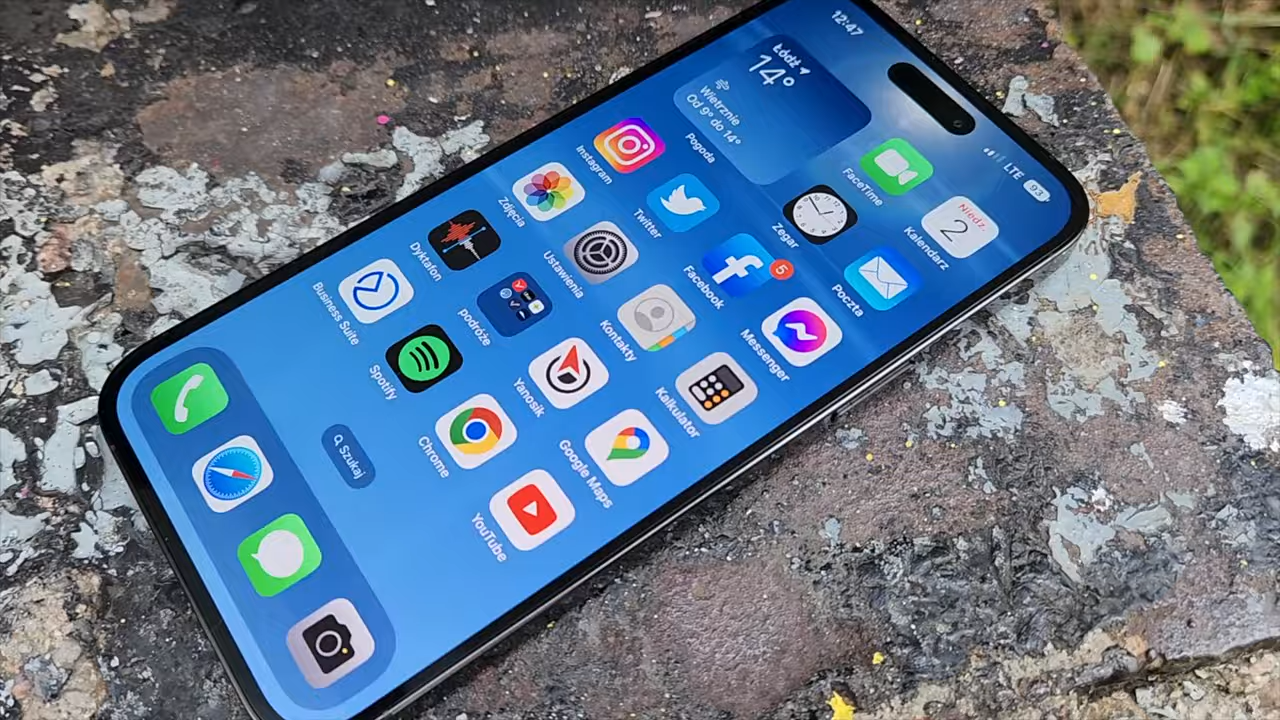 12:47
LTE 93
Łódź
14°
Wietrznie
Od 9° do 14°
Pogoda
FaceTime
Niedz.
2
Kalendarz
Zegar
Poczta
Instagram
Twitter
Facebook
5
Messenger
Zdjęcia
Ustawienia
Kontakty
Kalkulator
Dyktafon
podróże
Yanosik
Google Maps
Business Suite
Spotify
Chrome
YouTube
Szukaj